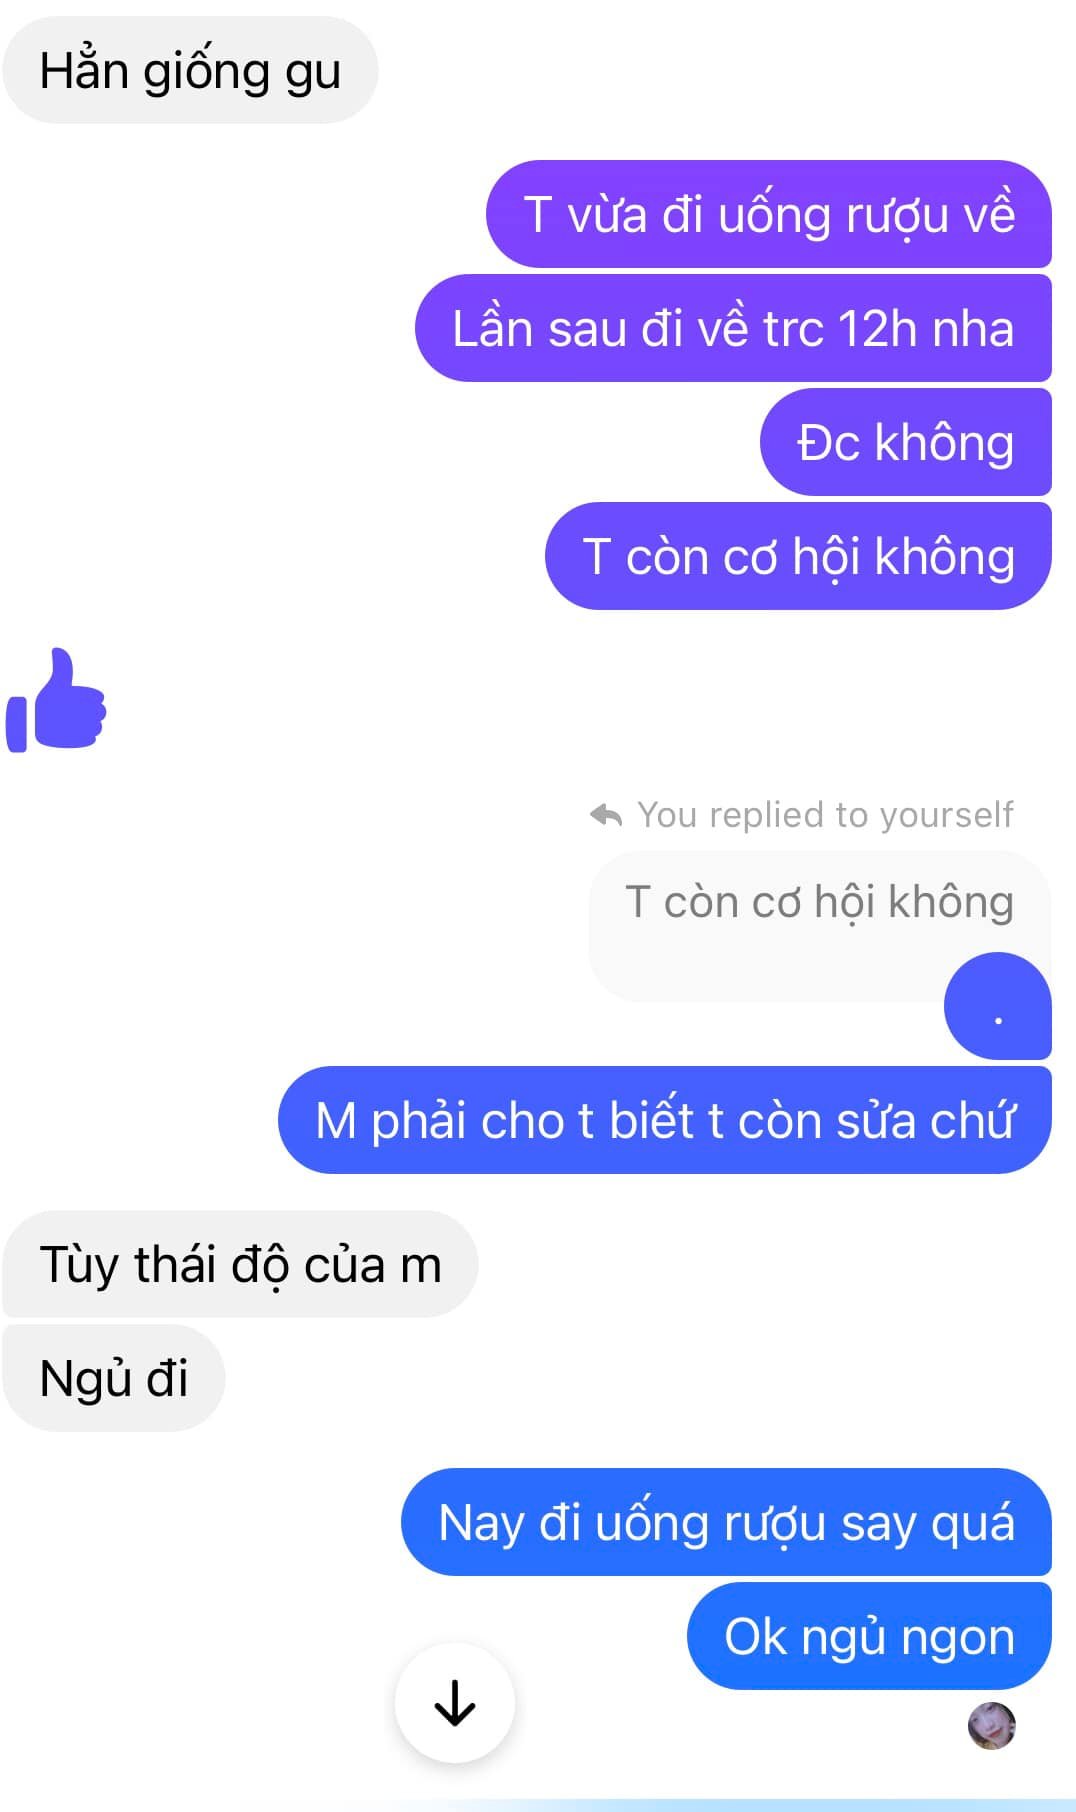 Hẳn giống gu
T vừa đi uống rượu về
Lần sau đi về trc 12h nha
Đc không
T còn cơ hội không
You replied to yourself
T còn cơ hội không
.
M phải cho t biết t còn sửa chứ
Tùy thái độ của m
Ngủ đi
Nay đi uống rượu say quá
Ok ngủ ngon